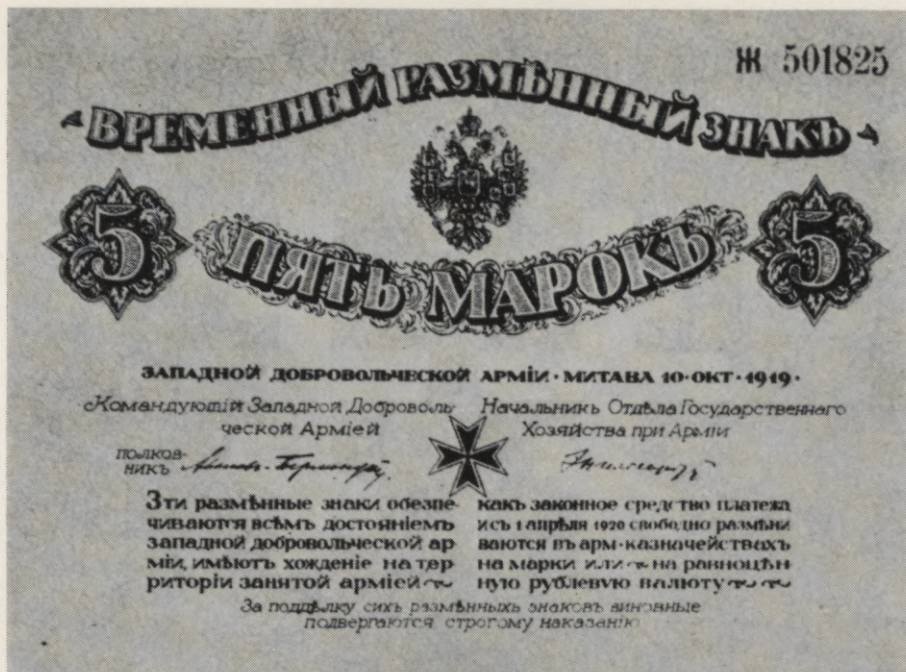 Ж 501825
ВРЕМЕННЫЙ РАЗМѢННЫЙ ЗНАКЪ
5 ПЯТЬ МАРОКЪ 5
ЗАПАДНОЙ ДОБРОВОЛЬЧЕСКОЙ АРМІИ · МИТАВА 10 · ОКТ · 1919 ·
Командующій Западной Доброволь-
ческой Арміей
полков-
никъ
Начальникъ Отдѣла Государственнаго
Хозяйства при Арміи
Эти размѣнные знаки обезпе-
чиваются всѣмъ достояніемъ
западной добровольческой ар
міи, имѣютъ хожденіе на тер
риторіи занятой арміей
какъ законное средство платежа
и съ 1 апрѣля 1920 свободно размѣни
ваются въ арм-казначействахъ
на марки или на равноцѣн
ную рублевую валюту
За поддѣлку сихъ размѣнныхъ знаковъ виновные
подвергаются строгому наказанію